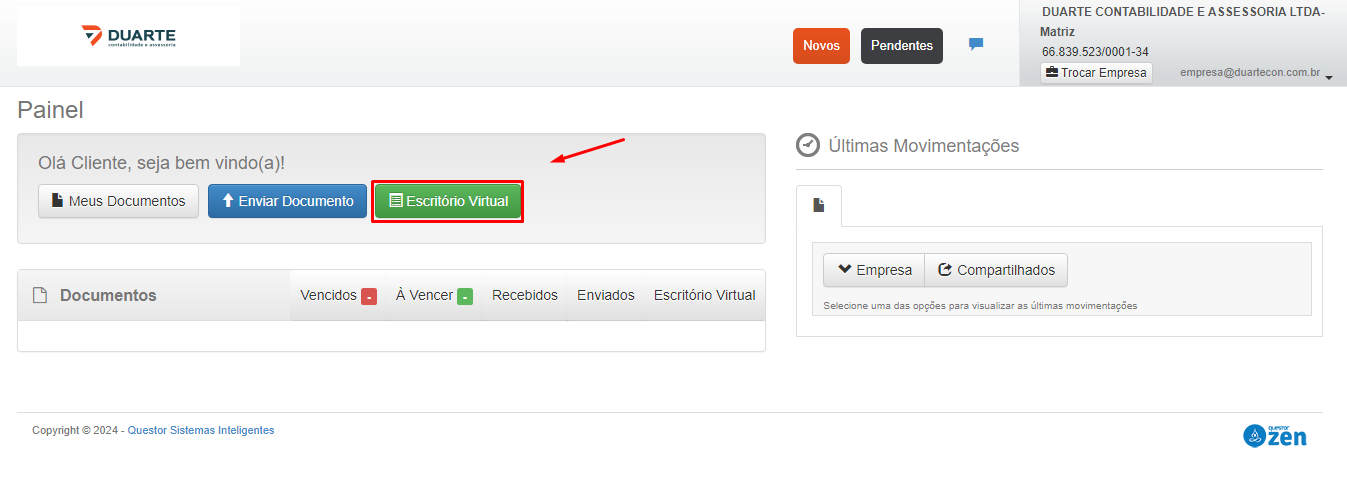 DUARTE
contabilidade e assessoria
Novos
Pendentes
DUARTE CONTABILIDADE E ASSESSORIA LTDA-
Matriz
66.839.523/0001-34
Trocar Empresa
empresa@duartecon.com.br
Painel
Olá Cliente, seja bem vindo(a)!
Meus Documentos
Enviar Documento
Escritório Virtual
Últimas Movimentações
Empresa
Compartilhados
Selecione uma das opções para visualizar as últimas movimentações
Documentos
Vencidos -
À Vencer -
Recebidos
Enviados
Escritório Virtual
Copyright © 2024 - Questor Sistemas Inteligentes
questor
zen